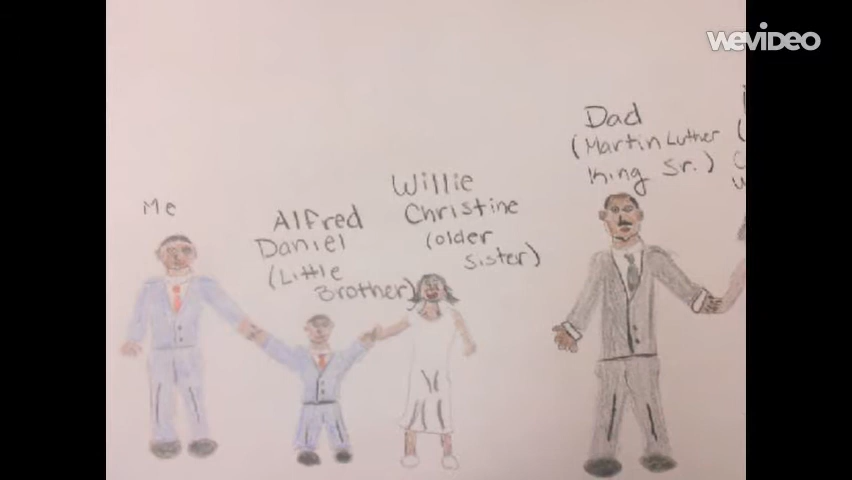 WEVIDEO
Me
Alfred
Daniel
(Little
Brother)
Willie
Christine
(older
sister)
Dad
(Martin Luther
King Sr.)